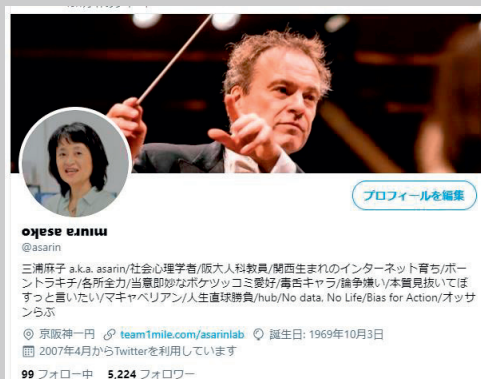 プロフィールを編集
miura asako
@asarin
三浦麻子 a.k.a. asarin/社会心理学者/阪大人科教員/関西生まれのインターネット育ち/ボー
ントラキチ/各所全力/当意即妙なボケツッコミ愛好/毒舌キャラ/論争嫌い/本質見抜いてぼ
すっと言いたい/マキャベリアン/人生直球勝負/hub/No data. No Life/Bias for Action/オッサ
ンらぶ
京阪神一円 team1mile.com/asarinlab 誕生日: 1969年10月3日
2007年4月からTwitterを利用しています
99 フォロー中 5,224 フォロワー